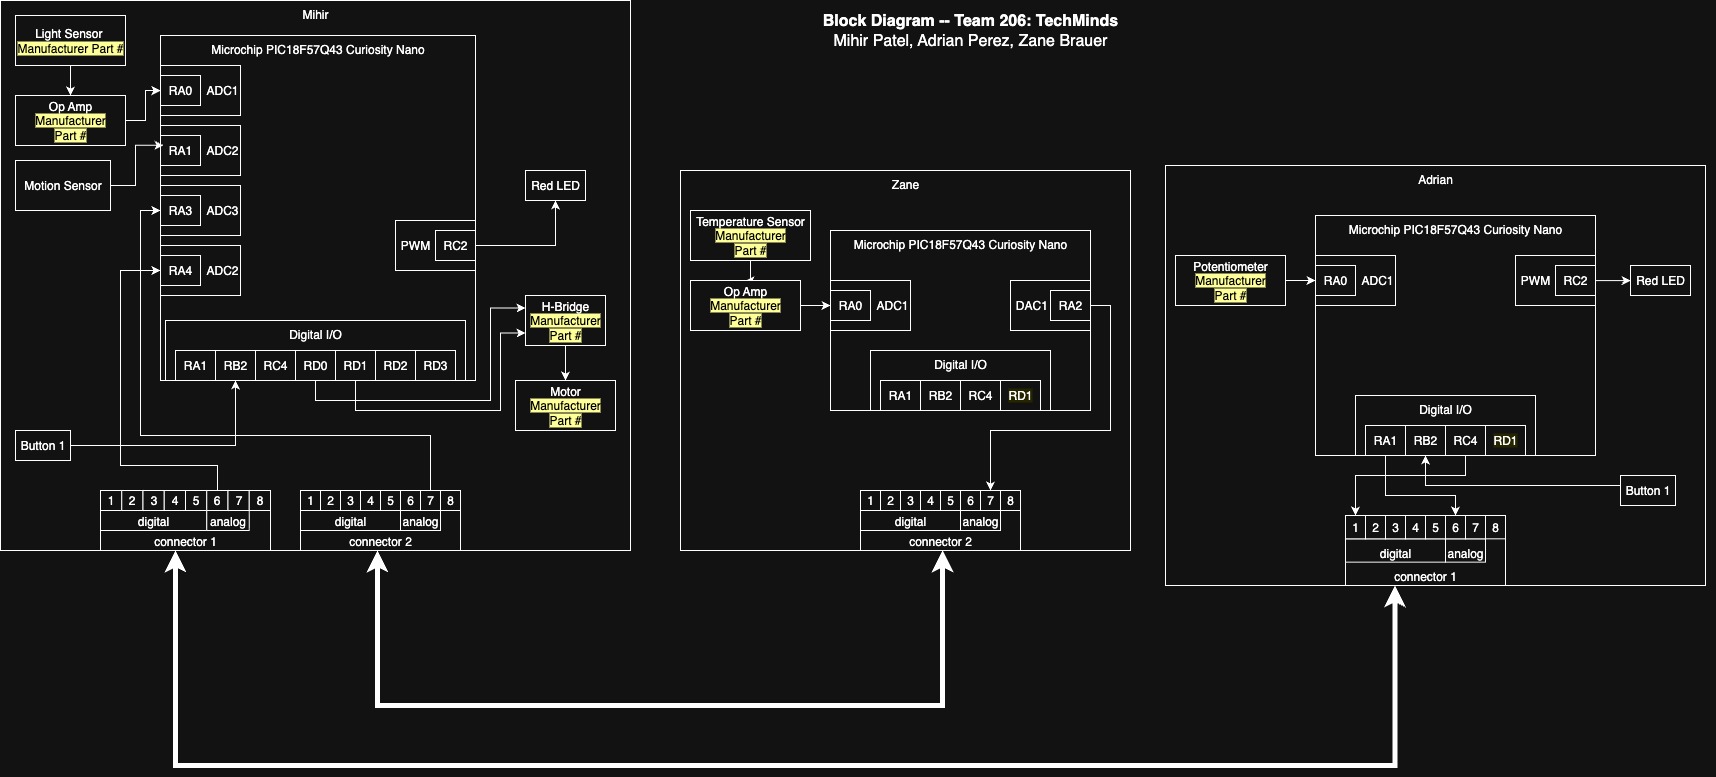 Block Diagram -- Team 206: TechMinds
Mihir Patel, Adrian Perez, Zane Brauer
Mihir
Light Sensor
Manufacturer Part #
Op Amp
Manufacturer
Part #
Motion Sensor
Microchip PIC18F57Q43 Curiosity Nano
RA0 ADC1
RA1 ADC2
RA3 ADC3
RA4 ADC2
PWM RC2
Red LED
Digital I/O
RA1 RB2 RC4 RD0 RD1 RD2 RD3
H-Bridge
Manufacturer
Part #
Motor
Manufacturer
Part #
Button 1
1 2 3 4 5 6 7 8
digital analog
connector 1
1 2 3 4 5 6 7 8
digital analog
connector 2
Zane
Temperature Sensor
Manufacturer
Part #
Op Amp
Manufacturer
Part #
Microchip PIC18F57Q43 Curiosity Nano
RA0 ADC1
DAC1 RA2
Digital I/O
RA1 RB2 RC4 RD1
1 2 3 4 5 6 7 8
digital analog
connector 2
Adrian
Microchip PIC18F57Q43 Curiosity Nano
Potentiometer
Manufacturer
Part #
RA0 ADC1
PWM RC2
Red LED
Digital I/O
RA1 RB2 RC4 RD1
Button 1
1 2 3 4 5 6 7 8
digital analog
connector 1